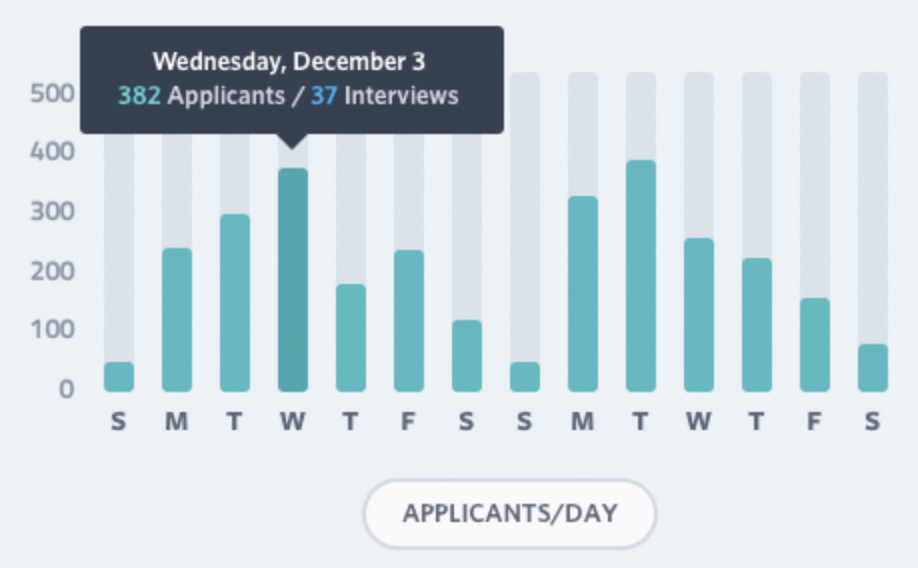 Wednesday, December 3
382 Applicants / 37 Interviews
500
400
300
200
100
0
S M T W T F S S M T W T F S
APPLICANTS/DAY